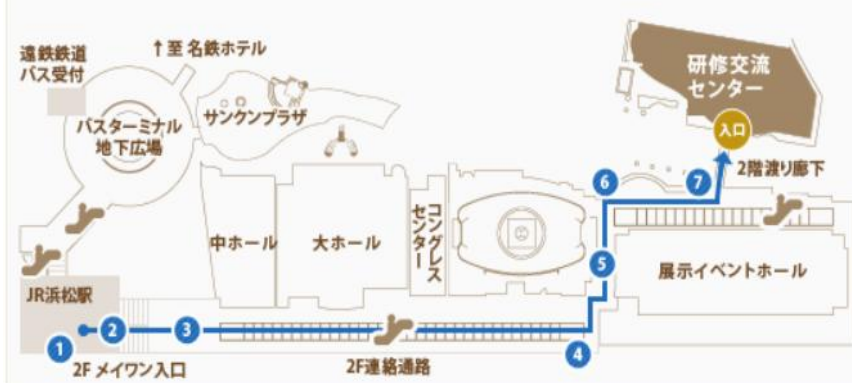 遠鉄鉄道
バス受付
↑至 名鉄ホテル
バスターミナル
地下広場
サンクンプラザ
研修交流
センター
入口
2階渡り廊下
7
6
5
中ホール
大ホール
コングレス
センター
展示イベントホール
JR浜松駅
1
2
3
4
2F メイワン入口
2F連絡通路